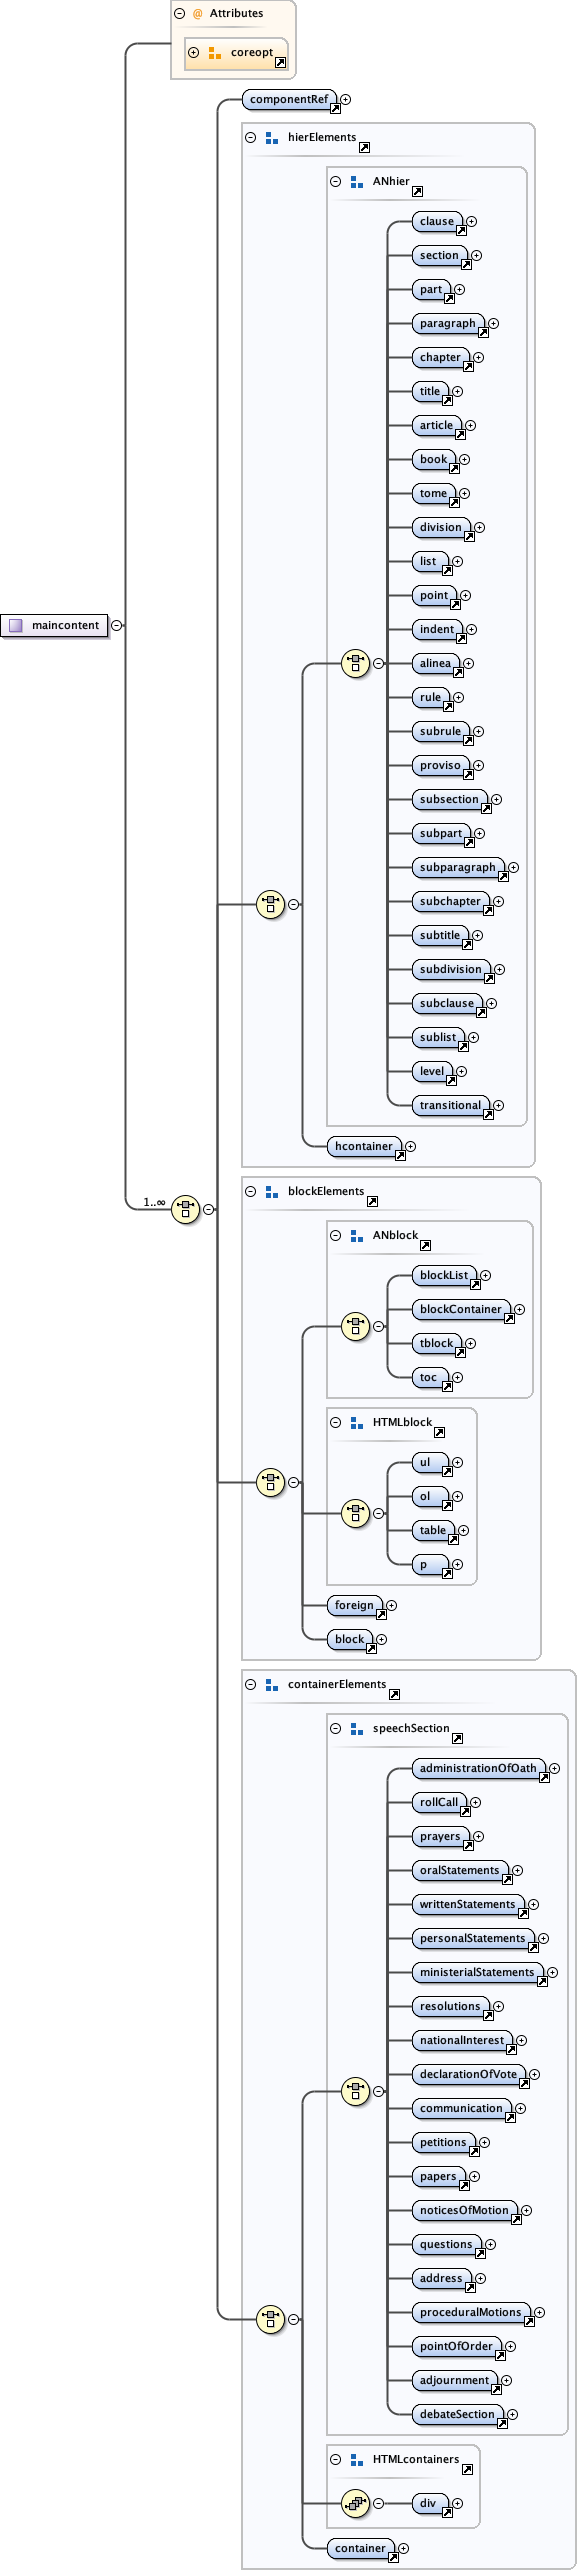 @ Attributes
coreopt
componentRef
hierElements
ANhier
clause
section
part
paragraph
chapter
title
article
book
tome
division
list
point
maincontent
indent
alinea
rule
subrule
proviso
subsection
subpart
subparagraph
subchapter
subtitle
subdivision
subclause
sublist
level
transitional
hcontainer
blockElements
1..∞
ANblock
blockList
blockContainer
tblock
toc
HTMLblock
ul
ol
table
p
foreign
block
containerElements
speechSection
administrationOfOath
rollCall
prayers
oralStatements
writtenStatements
personalStatements
ministerialStatements
resolutions
nationalInterest
declarationOfVote
communication
petitions
papers
noticesOfMotion
questions
address
proceduralMotions
pointOfOrder
adjournment
debateSection
HTMLcontainers
div
container